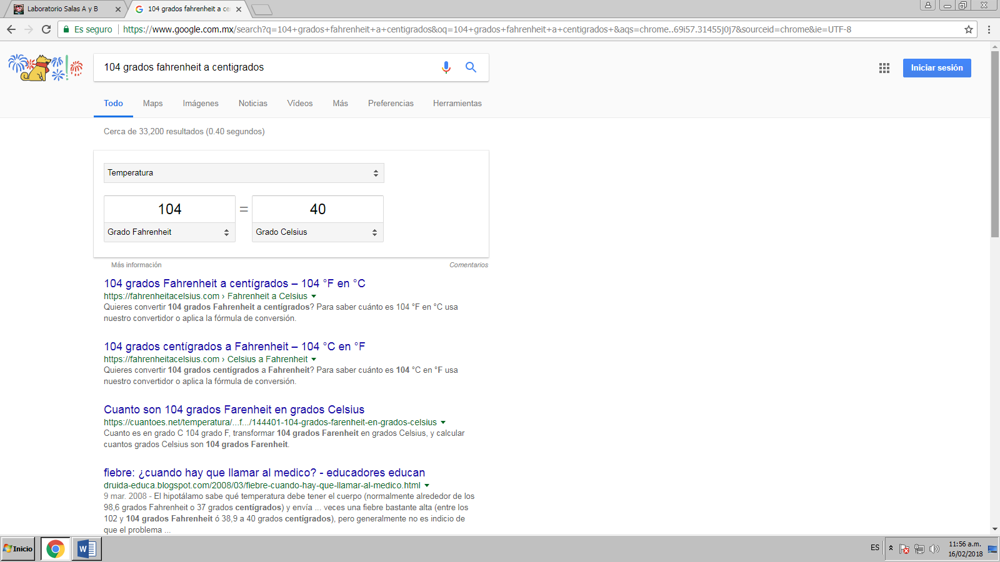 Laboratorio Salas A y B
104 grados fahrenheit a ce
Es seguro
https://www.google.com.mx/search?q=104+grados+fahrenheit+a+centigrados&oq=104+grados+fahrenheit+a+centigrados+&aqs=chrome..69i57.31455j0j7&sourceid=chrome&ie=UTF-8
104 grados fahrenheit a centigrados
Iniciar sesión
Todo Maps Imágenes Noticias Vídeos Más Preferencias Herramientas
Cerca de 33,200 resultados (0.40 segundos)
Temperatura
104 = 40
Grado Fahrenheit Grado Celsius
Más información Comentarios
104 grados Fahrenheit a centígrados – 104 °F en °C
https://fahrenheitacelsius.com › Fahrenheit a Celsius
Quieres convertir 104 grados Fahrenheit a centígrados? Para saber cuánto es 104 °F en °C usa
nuestro convertidor o aplica la fórmula de conversión.
104 grados centígrados a Fahrenheit – 104 °C en °F
https://fahrenheitacelsius.com › Celsius a Fahrenheit
Quieres convertir 104 grados centígrados a Fahrenheit? Para saber cuánto es 104 °C en °F usa
nuestro convertidor o aplica la fórmula de conversión.
Cuanto son 104 grados Farenheit en grados Celsius
https://cuantoes.net/temperatura/...f.../144401-104-grados-farenheit-en-grados-celsius
Cuanto es en grado C 104 grado F, transformar 104 grados Farenheit en grados Celsius, y calcular
cuantos grados Celsius son 104 grados Farenheit.
fiebre: ¿cuando hay que llamar al medico? - educadores educan
druida-educa.blogspot.com/2008/03/fiebre-cuando-hay-que-llamar-al-medico.html
9 mar. 2008 - El hipotálamo sabe qué temperatura debe tener el cuerpo (normalmente alrededor de los
98,6 grados Fahrenheit o 37 grados centígrados) y envía ... veces una fiebre bastante alta (entre los
102 y 104 grados Fahrenheit ó 38,9 a 40 grados centígrados), pero generalmente no es indicio de
que el problema ...
Inicio
ES
11:56 a.m.
16/02/2018